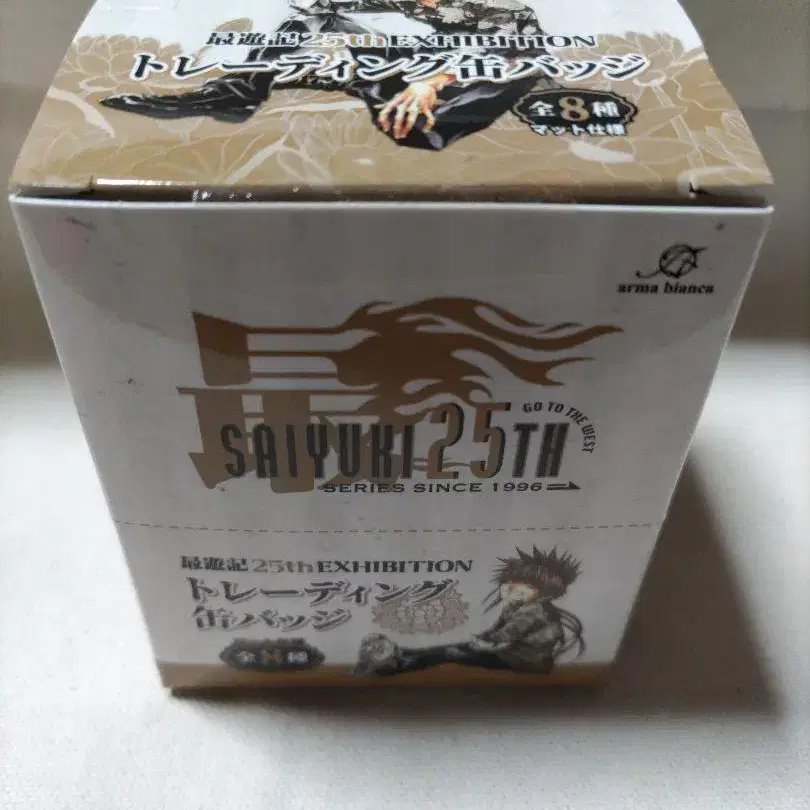 最遊記25th EXHIBITION
トレーディング缶バッジ
全8種
マット仕様
arma bianca
最
SAIYUKI 25TH
GO TO THE WEST
SERIES SINCE 1996
最遊記25th EXHIBITION
トレーディング
缶バッジ
全8種